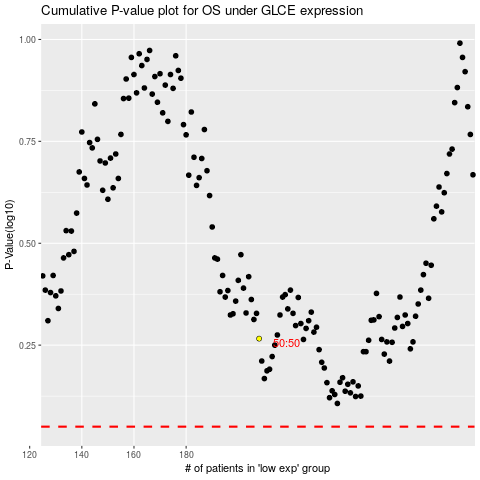 Cumulative P-value plot for OS under GLCE expression
P-Value(log10)
1.00
0.75
0.50
0.25
50:50
120 140 160 180
# of patients in 'low exp' group